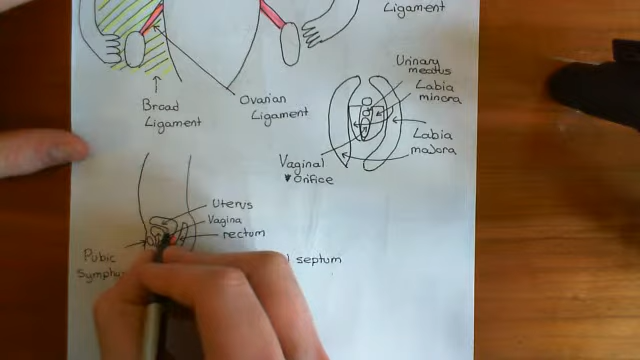 Ligament
Urinary
meatus
Labia
minora
Broad
Ligament
Ovarian
Ligament
Labia
majora
Vaginal
Orifice
Uterus
Vagina
rectum
Pubic
septum